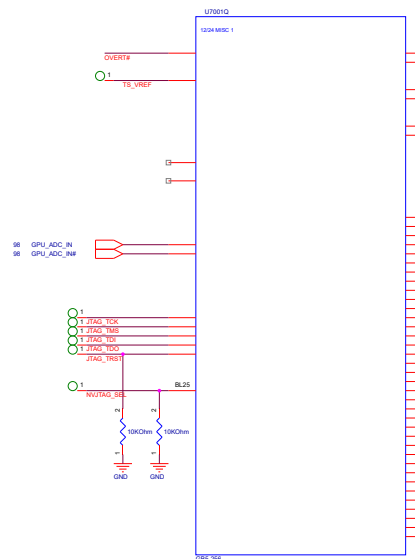 U7001Q
12/24 MISC 1
OVERT#
1
TS_VREF
98 GPU_ADC_IN
98 GPU_ADC_IN#
1
1 JTAG_TCK
1 JTAG_TMS
1 JTAG_TDI
1 JTAG_TDO
JTAG_TRST
1 BL25
NVJTAG_SEL
2 2
10KOhm 10KOhm
1 1
GND GND